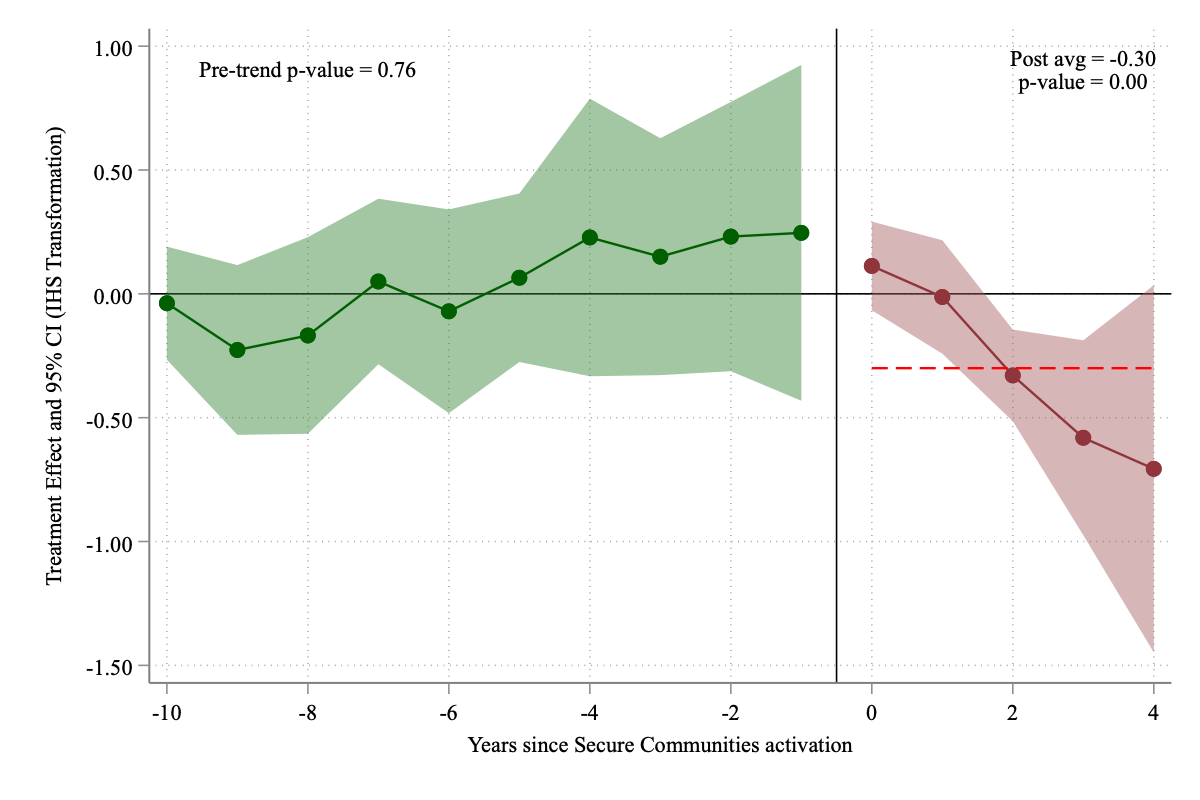 Pre-trend p-value = 0.76
Post avg = -0.30
p-value = 0.00
Treatment Effect and 95% CI (IHS Transformation)
1.00
0.50
0.00
-0.50
-1.00
-1.50
-10 -8 -6 -4 -2 0 2 4
Years since Secure Communities activation